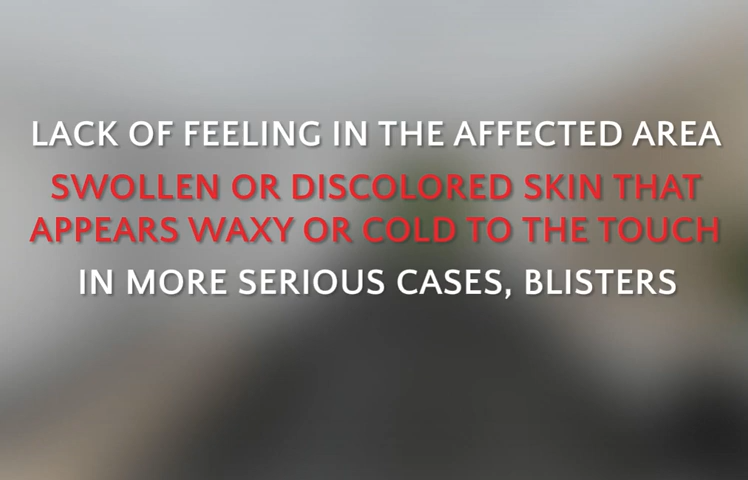 LACK OF FEELING IN THE AFFECTED AREA
SWOLLEN OR DISCOLORED SKIN THAT
APPEARS WAXY OR COLD TO THE TOUCH
IN MORE SERIOUS CASES, BLISTERS